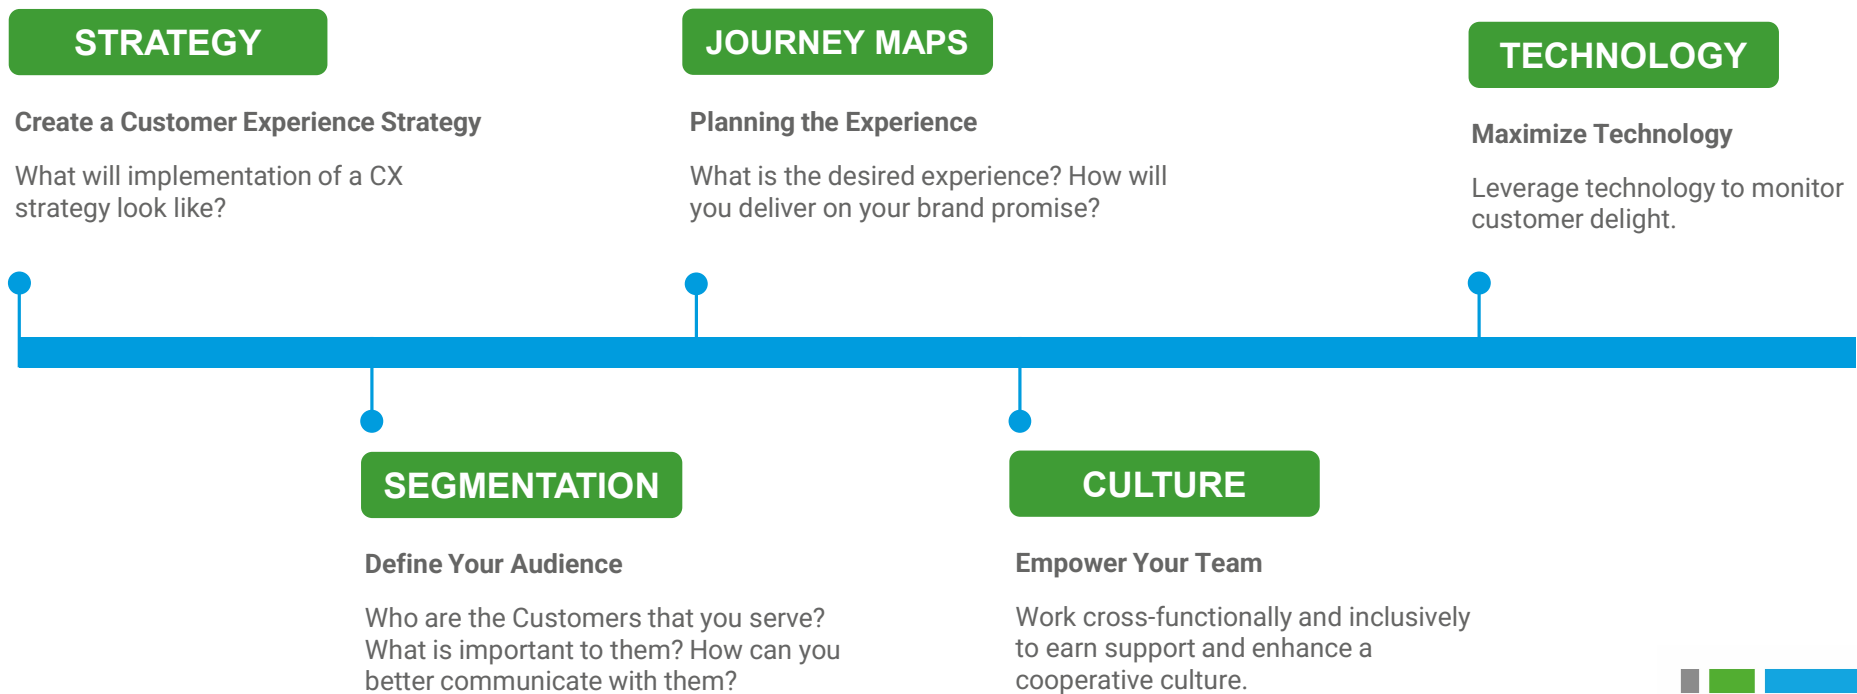 STRATEGY
Create a Customer Experience Strategy
What will implementation of a CX
strategy look like?
JOURNEY MAPS
Planning the Experience
What is the desired experience? How will
you deliver on your brand promise?
TECHNOLOGY
Maximize Technology
Leverage technology to monitor
customer delight.
SEGMENTATION
Define Your Audience
Who are the Customers that you serve?
What is important to them? How can you
better communicate with them?
CULTURE
Empower Your Team
Work cross-functionally and inclusively
to earn support and enhance a
cooperative culture.